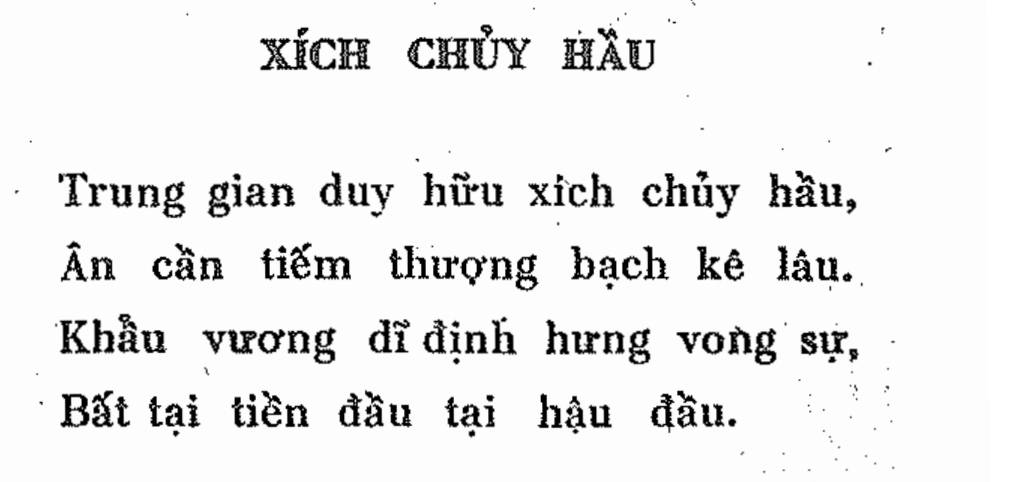 XÍCH CHỦY HẦU
Trung gian duy hữu xích chủy hầu,
Ân cần tiếm thượng bạch kê lâu.
Khẩu vương dĩ định hưng vong sự,
Bất tại tiền đầu tại hậu đầu.